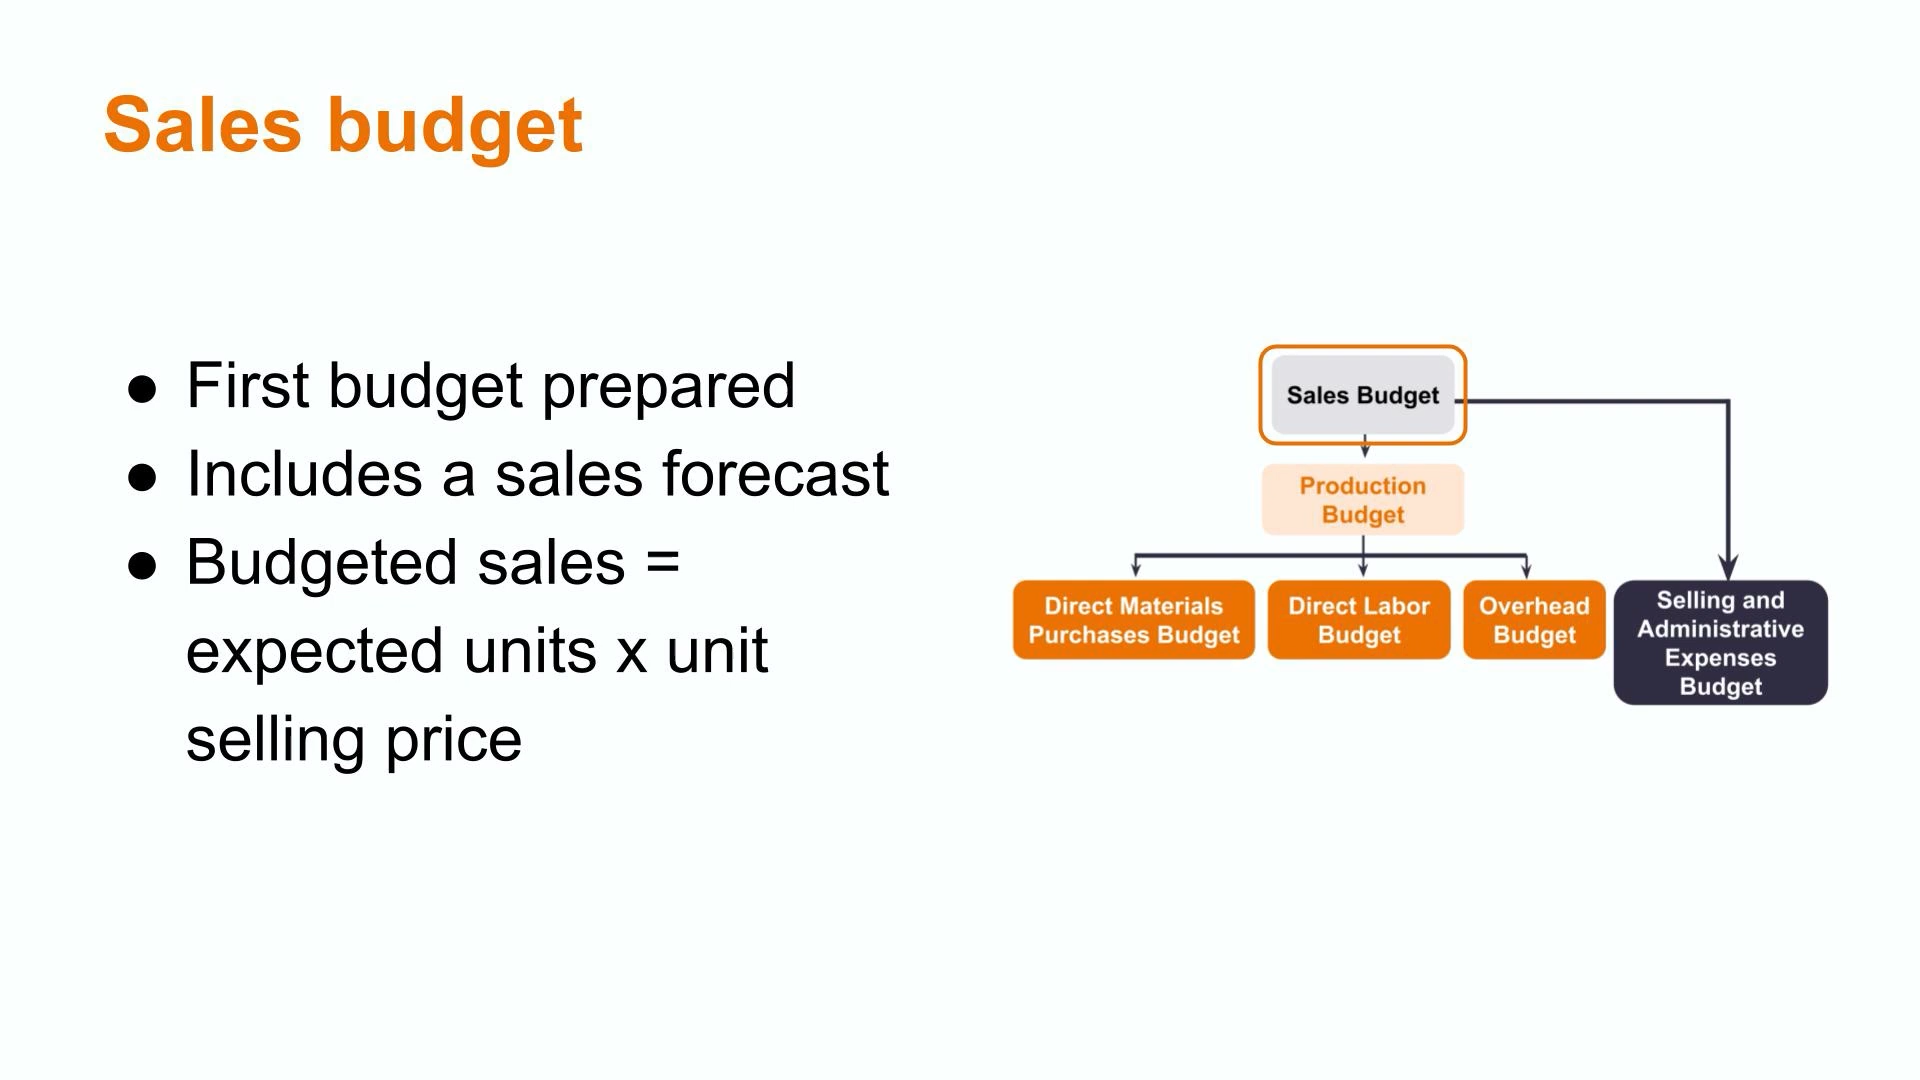 Sales budget
● First budget prepared
● Includes a sales forecast
● Budgeted sales =
expected units x unit
selling price
Sales Budget
Production
Budget
Direct Materials
Purchases Budget
Direct Labor
Budget
Overhead
Budget
Selling and
Administrative
Expenses
Budget